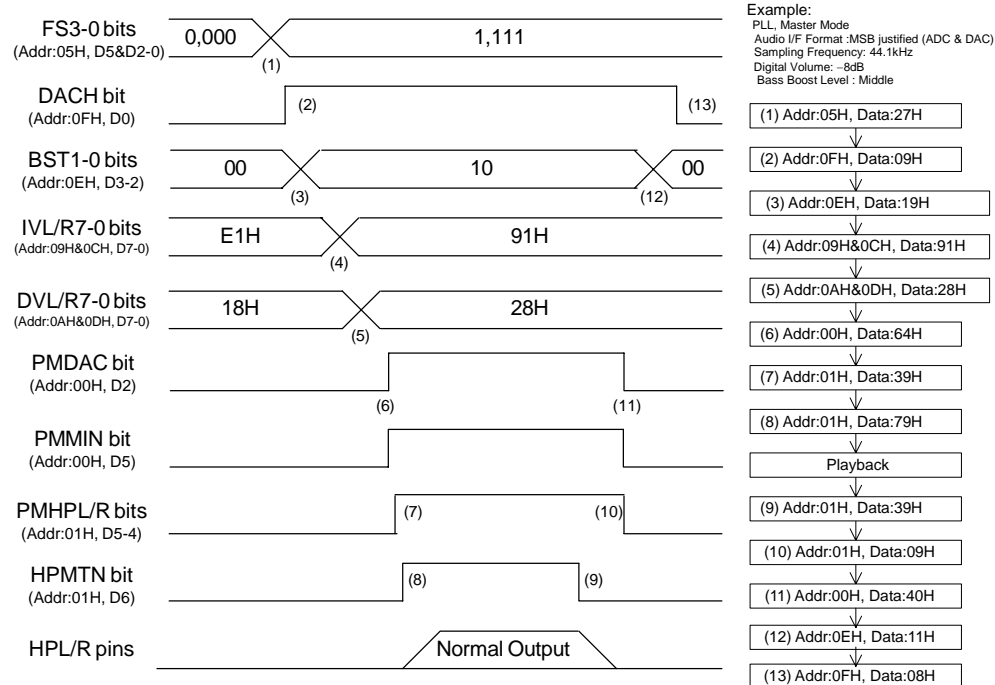 FS3-0 bits
(Addr:05H, D5&D2-0)
0,000
1,111
(1)
DACH bit
(Addr:0FH, D0)
(2)
(13)
BST1-0 bits
(Addr:0EH, D3-2)
00
10
00
(3)
(12)
IVL/R7-0 bits
(Addr:09H&0CH, D7-0)
E1H
91H
(4)
DVL/R7-0 bits
(Addr:0AH&0DH, D7-0)
18H
28H
(5)
PMDAC bit
(Addr:00H, D2)
(6)
(11)
PMMIN bit
(Addr:00H, D5)
PMHPL/R bits
(Addr:01H, D5-4)
(7)
(10)
HPMTN bit
(Addr:01H, D6)
(8)
(9)
HPL/R pins
Normal Output
Example:
PLL, Master Mode
Audio I/F Format :MSB justified (ADC & DAC)
Sampling Frequency: 44.1kHz
Digital Volume: −8dB
Bass Boost Level : Middle
(1) Addr:05H, Data:27H
(2) Addr:0FH, Data:09H
(3) Addr:0EH, Data:19H
(4) Addr:09H&0CH, Data:91H
(5) Addr:0AH&0DH, Data:28H
(6) Addr:00H, Data:64H
(7) Addr:01H, Data:39H
(8) Addr:01H, Data:79H
Playback
(9) Addr:01H, Data:39H
(10) Addr:01H, Data:09H
(11) Addr:00H, Data:40H
(12) Addr:0EH, Data:11H
(13) Addr:0FH, Data:08H